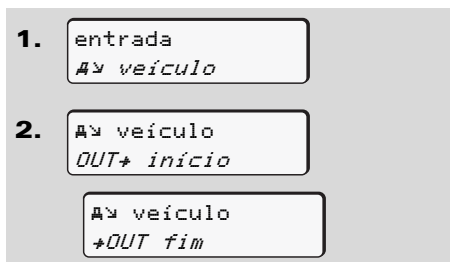 1. entrada
A↘ veículo
2. A↘ veículo
OUT→ início
A↘ veículo
→OUT fim